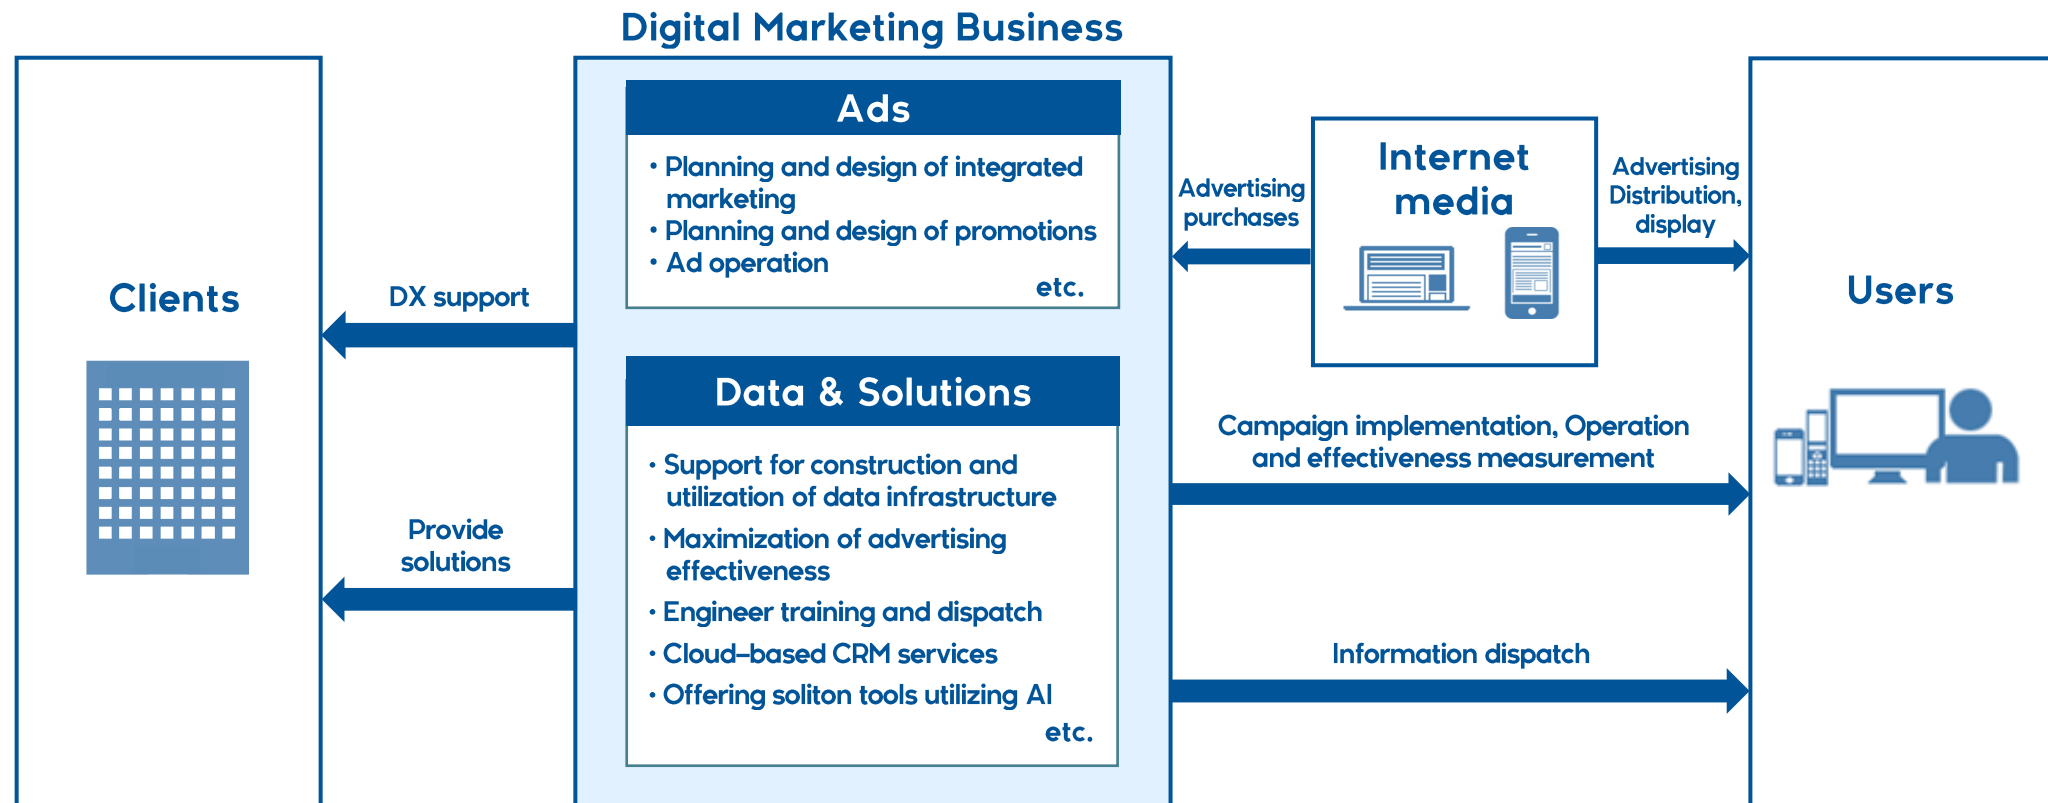 Digital Marketing Business
Clients
DX support
Provide
solutions
Ads
・Planning and design of integrated
marketing
・Planning and design of promotions
・Ad operation
etc.
Data & Solutions
・Support for construction and
utilization of data infrastructure
・Maximization of advertising
effectiveness
・Engineer training and dispatch
・Cloud–based CRM services
・Offering soliton tools utilizing AI
etc.
Advertising
purchases
Internet
media
Advertising
Distribution,
display
Campaign implementation, Operation
and effectiveness measurement
Information dispatch
Users